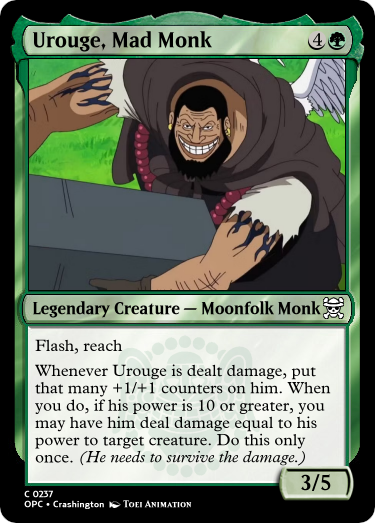 Urouge, Mad Monk 4
Legendary Creature — Moonfolk Monk
Flash, reach
Whenever Urouge is dealt damage, put
that many +1/+1 counters on him. When
you do, if his power is 10 or greater, you
may have him deal damage equal to his
power to target creature. Do this only
once. (He needs to survive the damage.)
3/5
C 0237
OPC • Crashington TOEI ANIMATION